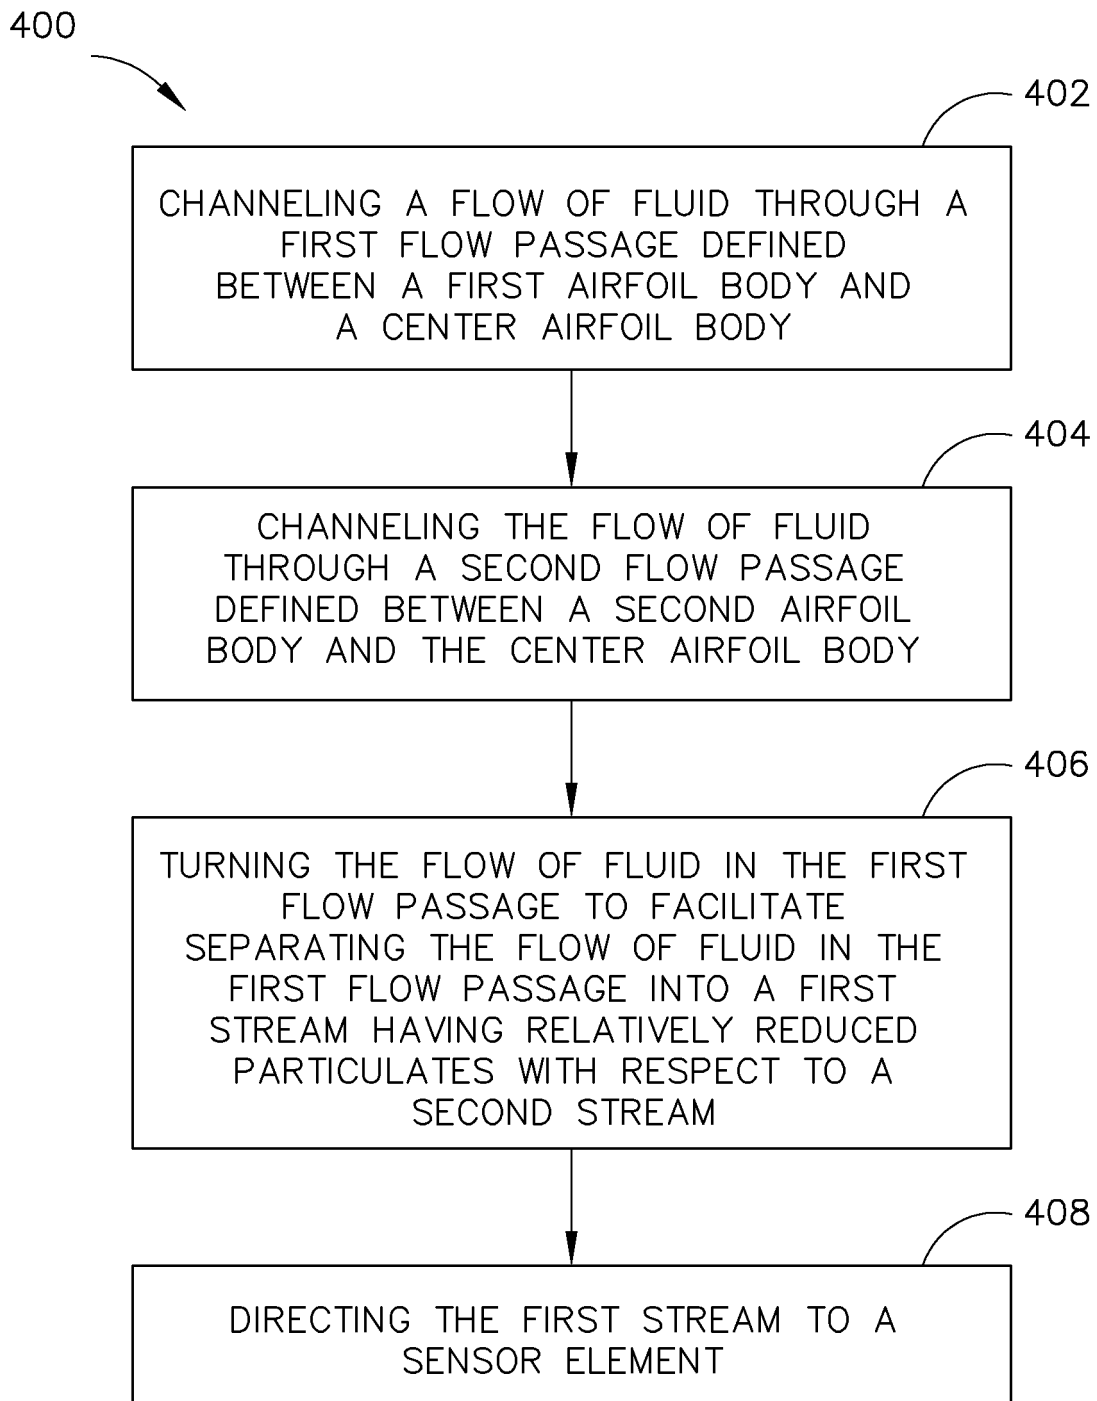 400
402
CHANNELING A FLOW OF FLUID THROUGH A
FIRST FLOW PASSAGE DEFINED
BETWEEN A FIRST AIRFOIL BODY AND
A CENTER AIRFOIL BODY
404
CHANNELING THE FLOW OF FLUID
THROUGH A SECOND FLOW PASSAGE
DEFINED BETWEEN A SECOND AIRFOIL
BODY AND THE CENTER AIRFOIL BODY
406
TURNING THE FLOW OF FLUID IN THE FIRST
FLOW PASSAGE TO FACILITATE
SEPARATING THE FLOW OF FLUID IN THE
FIRST FLOW PASSAGE INTO A FIRST
STREAM HAVING RELATIVELY REDUCED
PARTICULATES WITH RESPECT TO A
SECOND STREAM
408
DIRECTING THE FIRST STREAM TO A
SENSOR ELEMENT